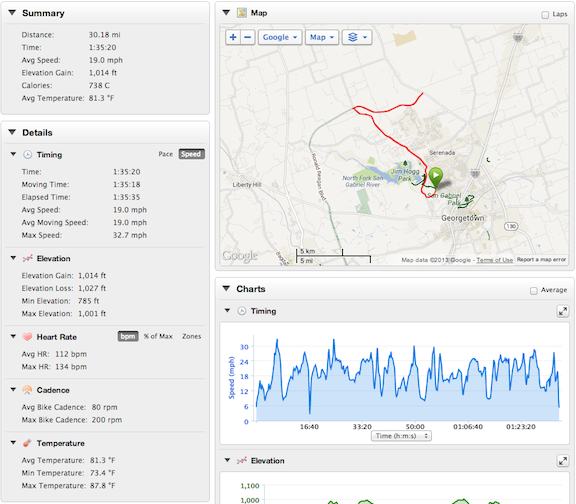 Summary
Distance: 30.18 mi
Time: 1:35:20
Avg Speed: 19.0 mph
Elevation Gain: 1,014 ft
Calories: 738 C
Avg Temperature: 81.3 °F
Details
Timing Pace Speed
Time: 1:35:20
Moving Time: 1:35:18
Elapsed Time: 1:35:35
Avg Speed: 19.0 mph
Avg Moving Speed: 19.0 mph
Max Speed: 32.7 mph
Elevation
Elevation Gain: 1,014 ft
Elevation Loss: 1,027 ft
Min Elevation: 785 ft
Max Elevation: 1,001 ft
Heart Rate bpm % of Max Zones
Avg HR: 112 bpm
Max HR: 134 bpm
Cadence
Avg Bike Cadence: 80 rpm
Max Bike Cadence: 200 rpm
Temperature
Avg Temperature: 81.3 °F
Min Temperature: 73.4 °F
Max Temperature: 87.8 °F
Map Laps
+ − Google Map
Serenada
Ronald Reagan Blvd
Jim Hogg
Park
North Fork San
Gabriel River
Liberty Hill
San Gabriel
Park
Georgetown
130
5 km
5 mi
Google
Map data ©2013 Google - Terms of Use Report a map error
Charts Average
Timing
Speed (mph)
30
24
18
12
6
0
16:40 33:20 50:00 01:06:40 01:23:20
Time (h:m:s)
Elevation
1,100
1,000